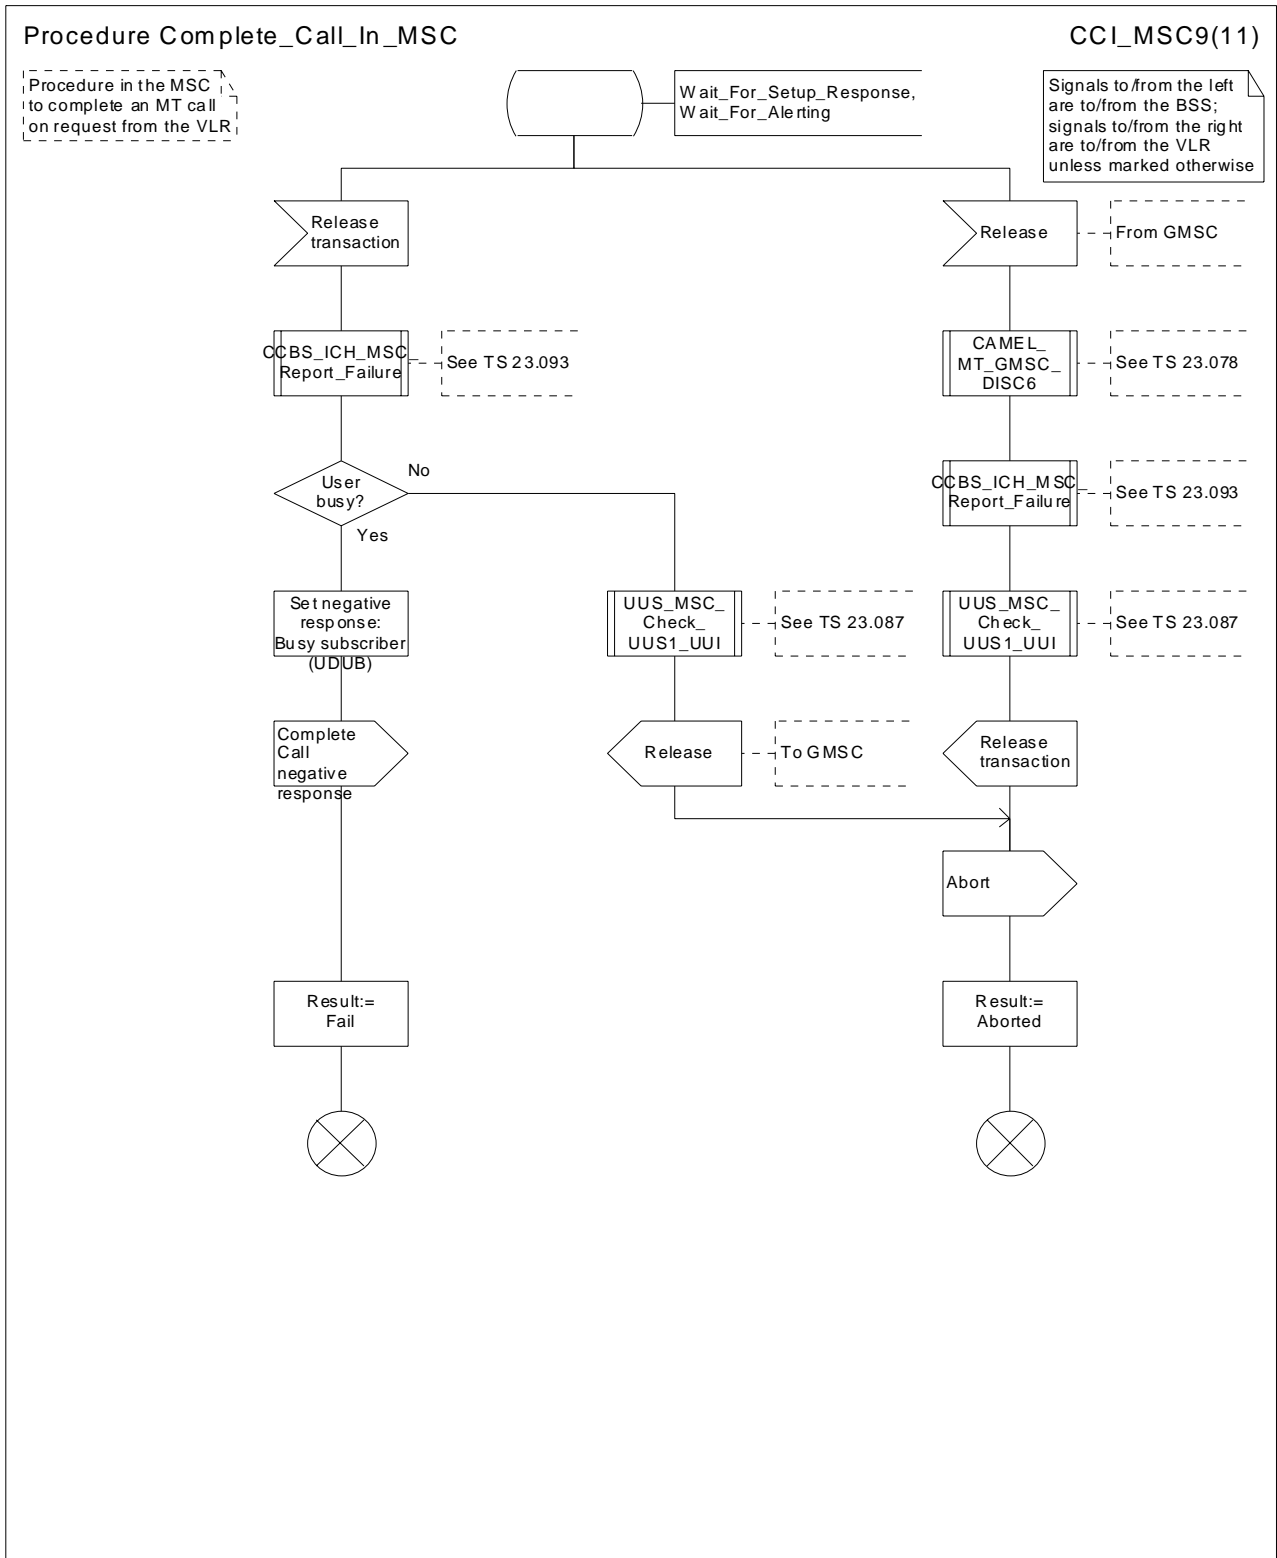 Procedure Complete_Call_In_MSC
CCI_MSC9(11)
Procedure in the MSC
to complete an MT call
on request from the VLR
Wait_For_Setup_Response,
Wait_For_Alerting
Signals to/from the left
are to/from the BSS;
signals to/from the right
are to/from the VLR
unless marked otherwise
Release
transaction
Release
From GMSC
CCBS_ICH_MSC_
Report_Failure
See TS 23.093
CAMEL_
MT_GMSC_
DISC6
See TS 23.078
User
busy?
No
Yes
CCBS_ICH_MSC_
Report_Failure
See TS 23.093
Set negative
response:
Busy subscriber
(UDUB)
UUS_MSC_
Check_
UUS1_UUI
See TS 23.087
UUS_MSC_
Check_
UUS1_UUI
See TS 23.087
Complete
Call
negative
response
Release
To GMSC
Release
transaction
Abort
Result:=
Fail
Result:=
Aborted